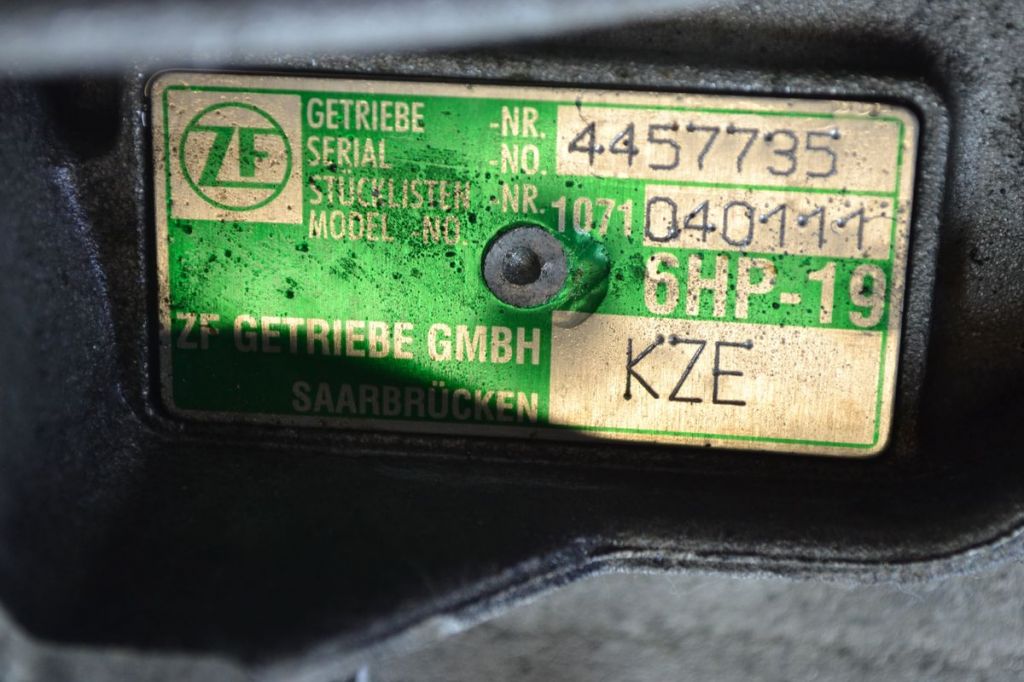 ZF
GETRIEBE -NR. 4457735
SERIAL -NO.
STÜCKLISTEN -NR. 1071 040111
MODEL -NO.
6HP-19
ZF GETRIEBE GMBH KZE
SAARBRÜCKEN